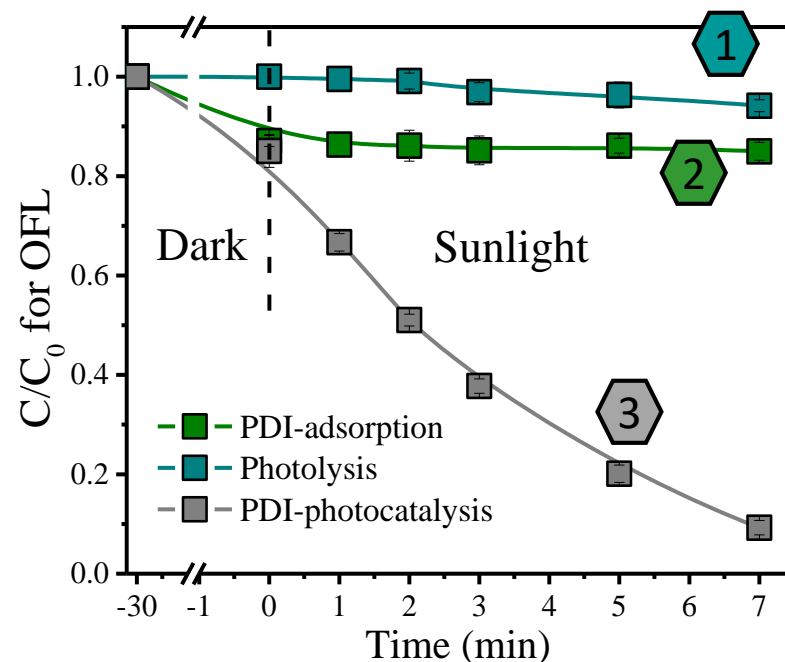 1
1.0
2
0.8
Dark
Sunlight
0.6
C/C0 for OFL
0.4
3
PDI-adsorption
Photolysis
0.2
PDI-photocatalysis
0.0
-30 -1 0 1 2 3 4 5 6 7
Time (min)